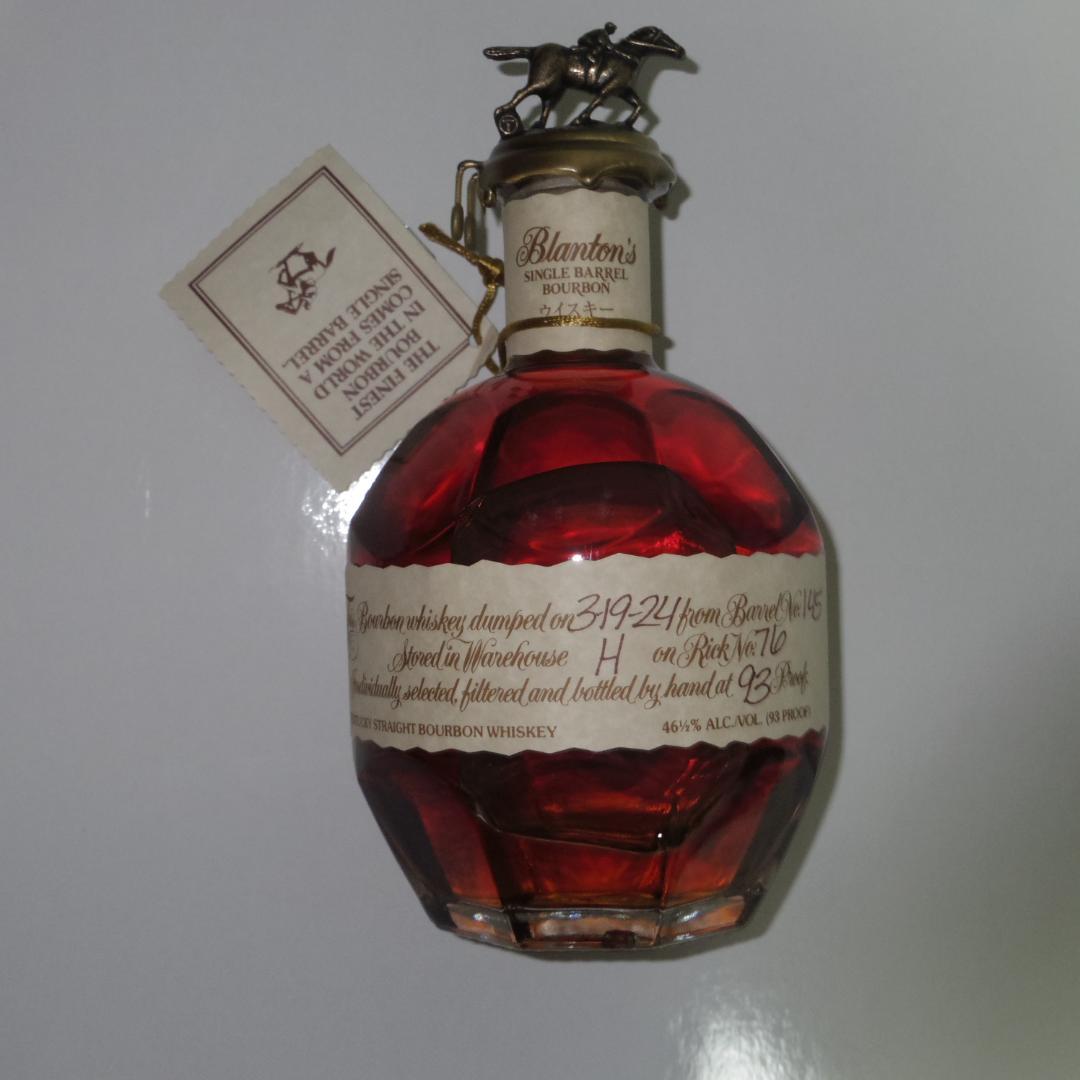 Blanton's
SINGLE BARREL
BOURBON
ウイスキー
THE FINEST
BOURBON
IN THE WORLD
COMES FROM A
SINGLE BARREL.
Bourbon whiskey dumped on 3-19-24 from Barrel No. 145
Stored in Warehouse H on Rick No. 76
Individually selected, filtered and bottled by hand at 93 Proof
STRAIGHT BOURBON WHISKEY
46½% ALC./VOL. (93 PROOF)